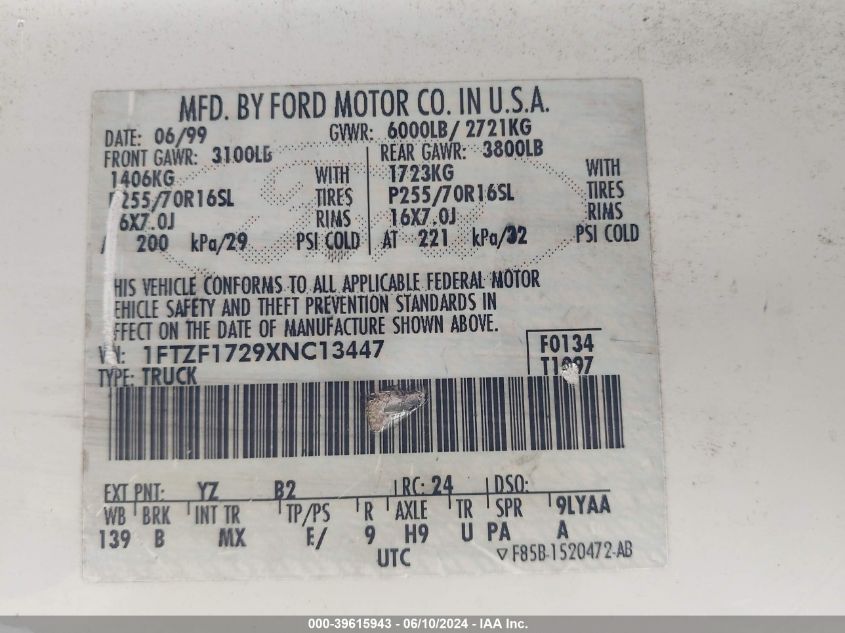 MFD. BY FORD MOTOR CO. IN U.S.A.
DATE: 06/99 GVWR: 6000LB/ 2721KG
FRONT GAWR: 3100LB REAR GAWR: 3800LB
1406KG WITH 1723KG WITH
P255/70R16SL TIRES P255/70R16SL TIRES
6X7.0J RIMS 16X7.0J RIMS
A 200 kPa/29 PSI COLD AT 221 kPa/32 PSI COLD
HIS VEHICLE CONFORMS TO ALL APPLICABLE FEDERAL MOTOR
EHICLE SAFETY AND THEFT PREVENTION STANDARDS IN
FFECT ON THE DATE OF MANUFACTURE SHOWN ABOVE.
VIN: 1FTZF1729XNC13447 F0134
TYPE: TRUCK
EXT PNT: YZ B2 RC: 24 DSO:
WB BRK INT TR TP/PS R AXLE TR SPR 9LYAA
139 B MX E/ 9 H9 U PA A
UTC ▽F85B-1520472-AB
000-39615943 - 06/10/2024 - IAA Inc.